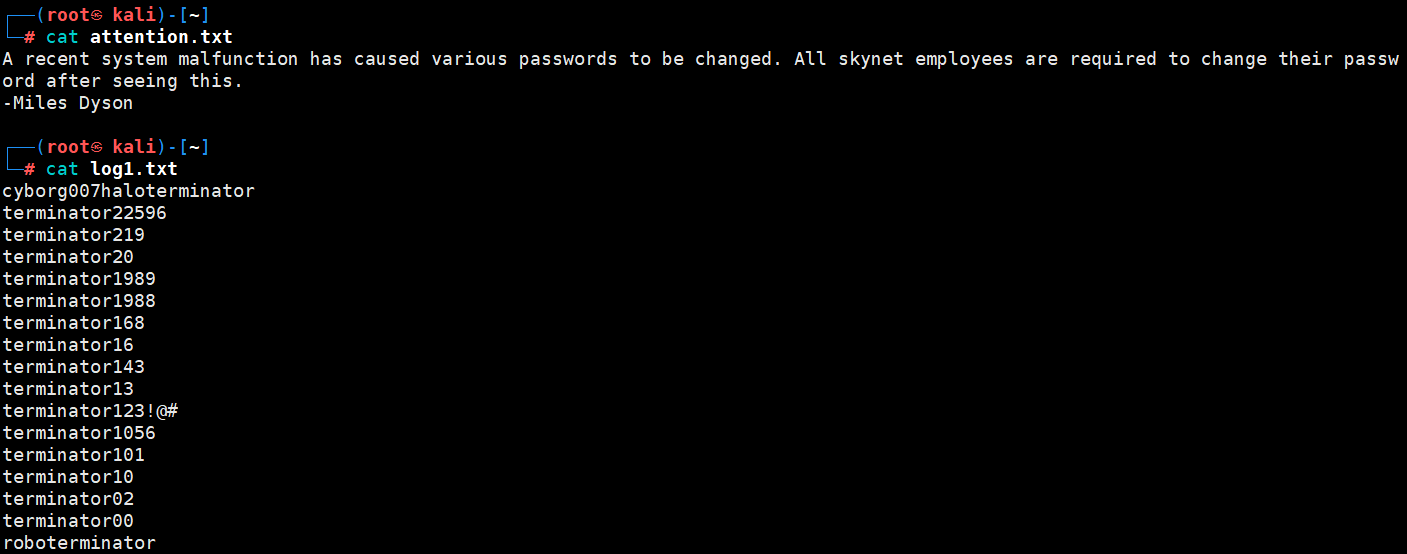 ┌──(root㉿ kali)-[~]
└─# cat attention.txt
A recent system malfunction has caused various passwords to be changed. All skynet employees are required to change their passw
ord after seeing this.
-Miles Dyson
┌──(root㉿ kali)-[~]
└─# cat log1.txt
cyborg007haloterminator
terminator22596
terminator219
terminator20
terminator1989
terminator1988
terminator168
terminator16
terminator143
terminator13
terminator123!@#
terminator1056
terminator101
terminator10
terminator02
terminator00
roboterminator